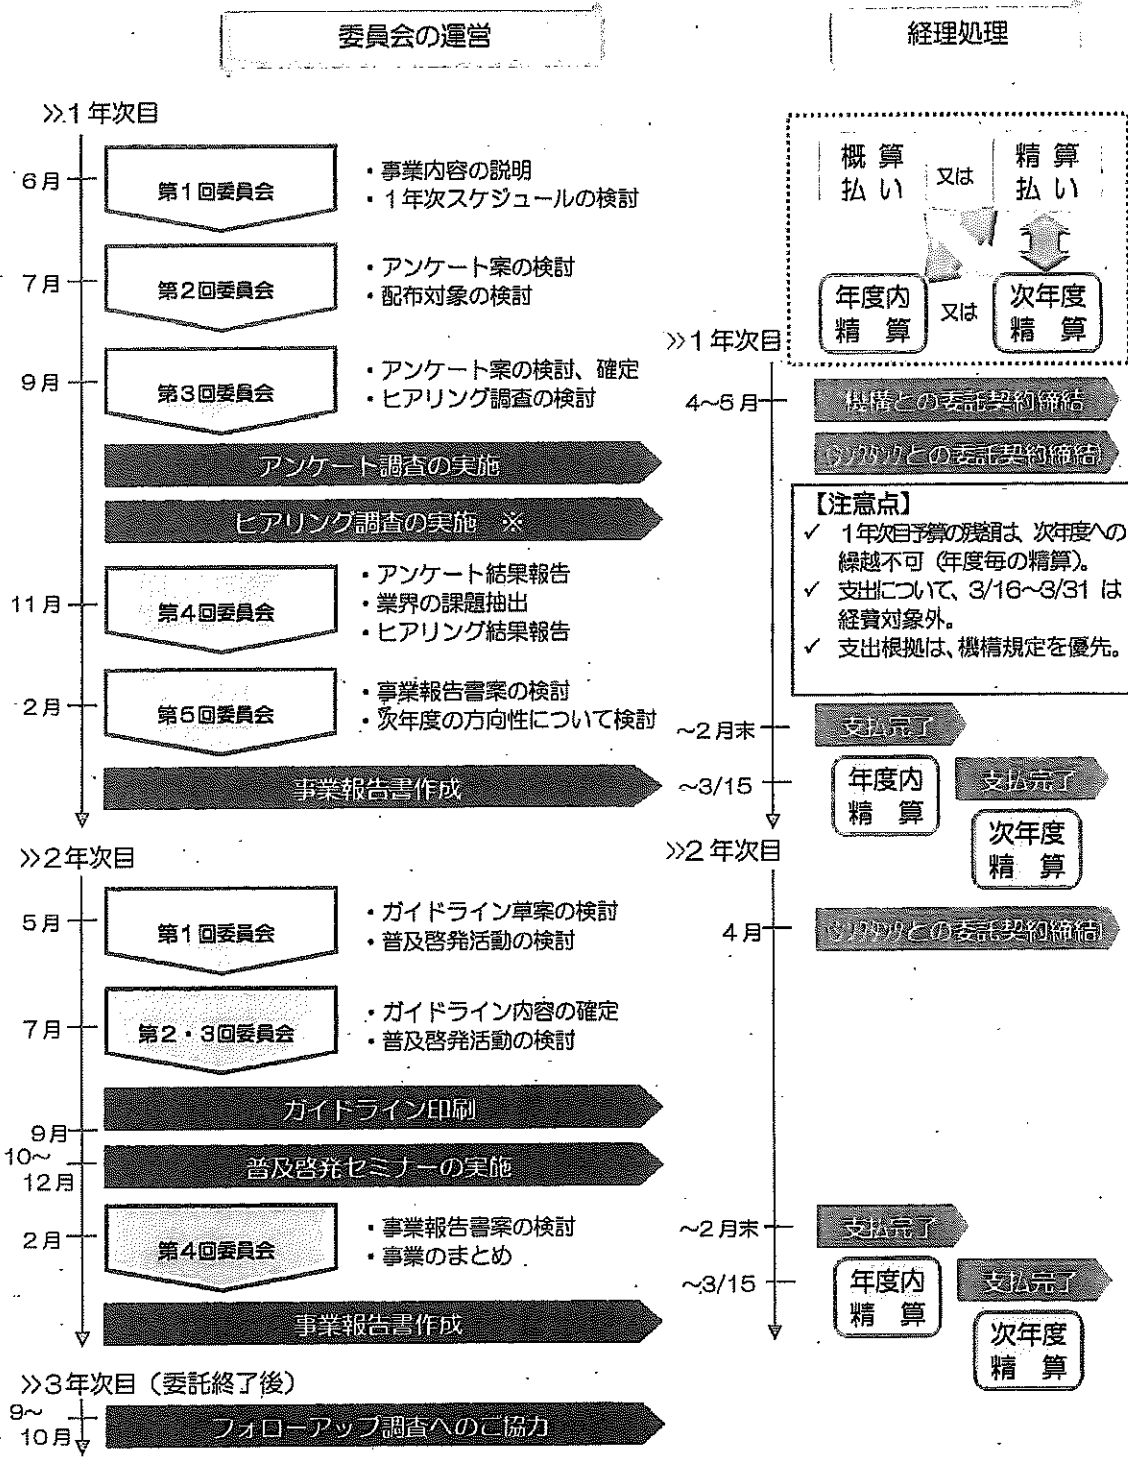 委員会の運営
≫1年次目
6月
第1回委員会
・事業内容の説明
・1年次スケジュールの検討
7月
第2回委員会
・アンケート案の検討
・配布対象の検討
9月
第3回委員会
・アンケート案の検討、確定
・ヒアリング調査の検討
アンケート調査の実施
ヒアリング調査の実施 ※
11月
第4回委員会
・アンケート結果報告
・業界の課題抽出
・ヒアリング結果報告
2月
第5回委員会
・事業報告書案の検討
・次年度の方向性について検討
事業報告書作成
≫2年次目
5月
第1回委員会
・ガイドライン草案の検討
・普及啓発活動の検討
7月
第2・3回委員会
・ガイドライン内容の確定
・普及啓発活動の検討
ガイドライン印刷
9月
10～
12月
普及啓発セミナーの実施
2月
第4回委員会
・事業報告書案の検討
・事業のまとめ
事業報告書作成
≫3年次目（委託終了後）
9～
10月
フォローアップ調査へのご協力
経理処理
概算
払い
又は
精算
払い
年度内
精 算
又は
次年度
精 算
≫1年次目
4～6月
機構との委託契約締結
との委託契約締結
【注意点】
✓ 1年次目予算の残額は、次年度への
繰越不可（年度毎の精算）。
✓ 支出について、3/16～3/31 は
経費対象外。
✓ 支出根拠は、機構規定を優先。
～2月末
支払完了
年度内
精 算
～3/15
支払完了
次年度
精 算
≫2年次目
4月
との委託契約締結
～2月末
支払完了
年度内
精 算
～3/15
支払完了
次年度
精 算